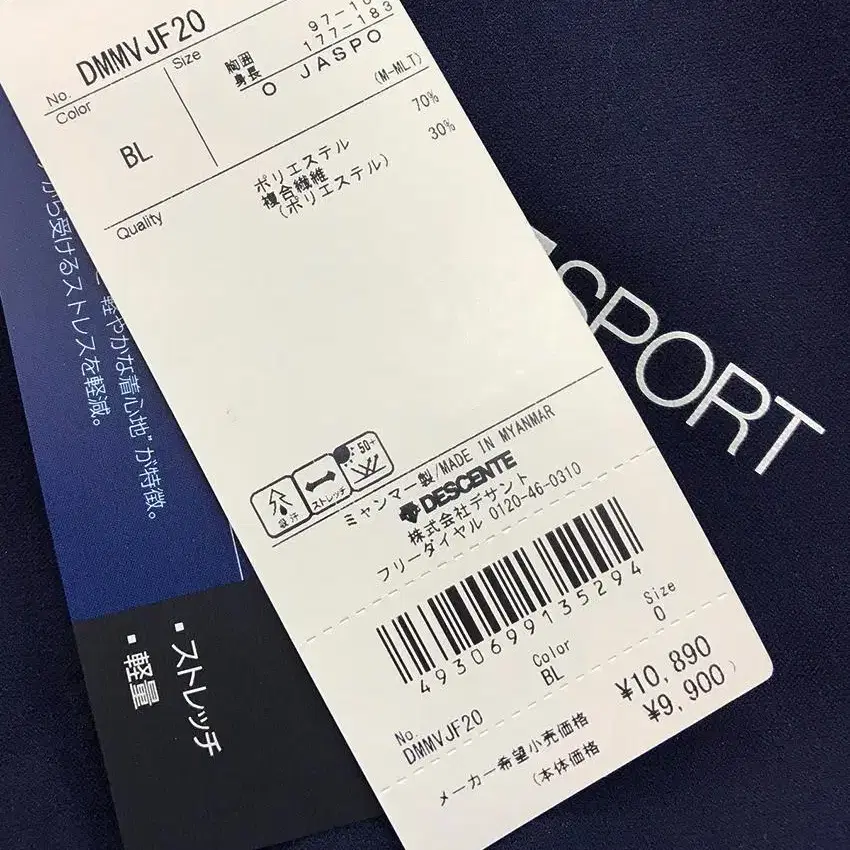 No. DMMVJF20
Color
Size
胸囲
身長 177-183
O JASPO
(M-MLT)
BL
Quality
ポリエステル 70%
複合繊維 30%
(ポリエステル)
吸汗
ストレッチ
50+
ミャンマー製/MADE IN MYANMAR
DESCENTE
株式会社デサント
フリーダイヤル 0120-46-0310
4930699135294
No. Color Size
DMMVJF20 BL O
メーカー希望小売価格 ¥10,890
(本体価格 ¥9,900)
軽やかな着心地"が特徴。
から受けるストレスを軽減。
▪ストレッチ
▪軽量
SPORT